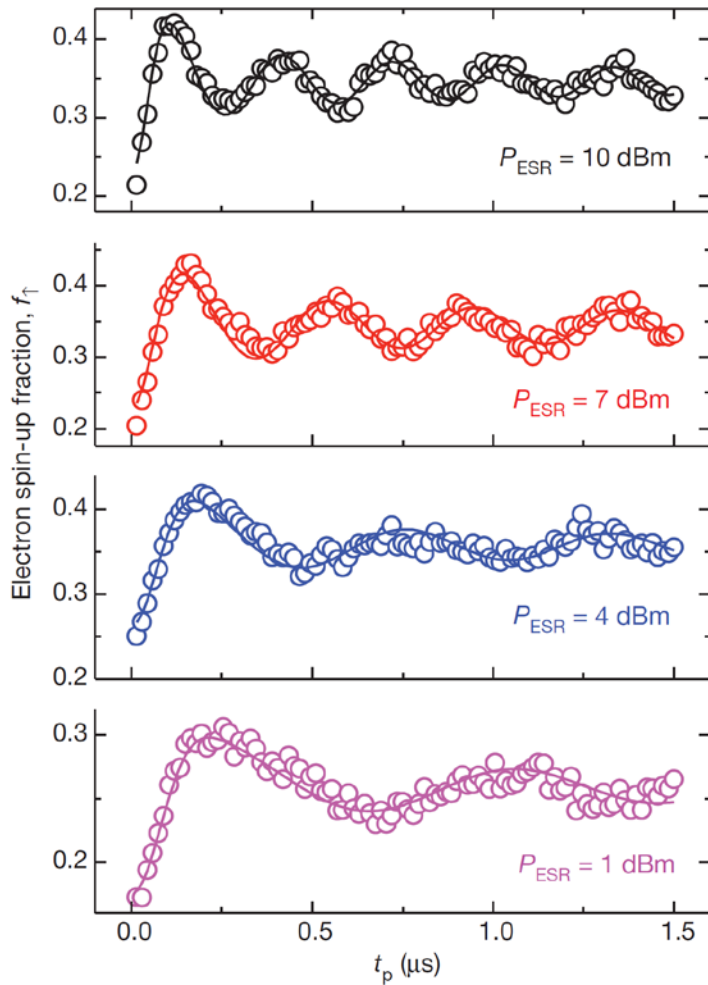 0.4
0.3
0.2
P_ESR = 10 dBm
0.4
0.3
0.2
P_ESR = 7 dBm
Electron spin-up fraction, f↑
0.4
0.3
0.2
P_ESR = 4 dBm
0.3
0.2
P_ESR = 1 dBm
0.0 0.5 1.0 1.5
t_p (μs)